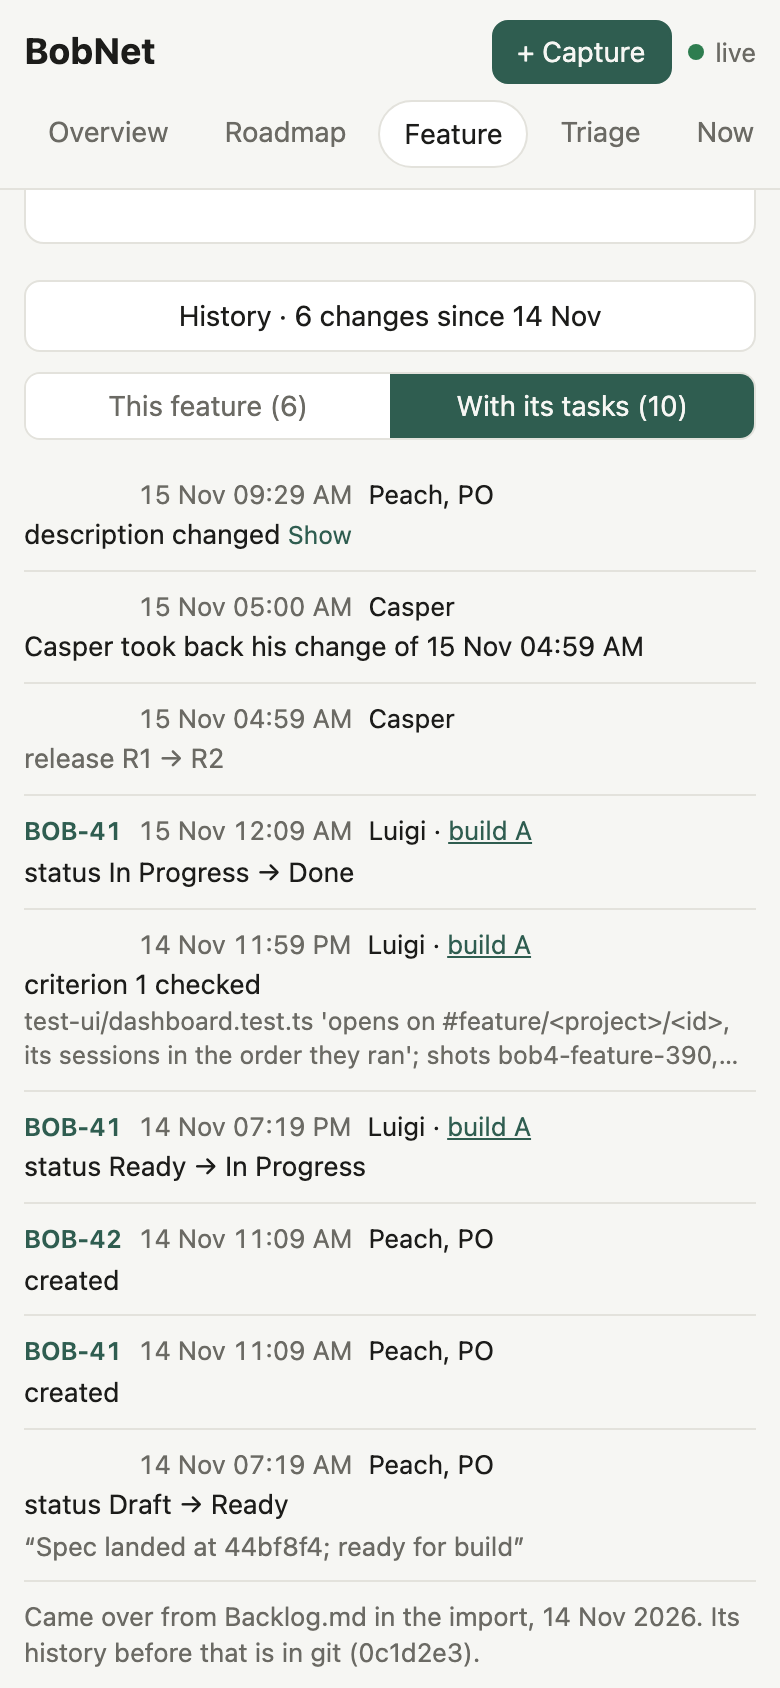 BobNet
+ Capture
live
Overview
Roadmap
Feature
Triage
Now
History · 6 changes since 14 Nov
This feature (6)
With its tasks (10)
15 Nov 09:29 AM Peach, PO
description changed Show
15 Nov 05:00 AM Casper
Casper took back his change of 15 Nov 04:59 AM
15 Nov 04:59 AM Casper
release R1 → R2
BOB-41 15 Nov 12:09 AM Luigi · build A
status In Progress → Done
14 Nov 11:59 PM Luigi · build A
criterion 1 checked
test-ui/dashboard.test.ts 'opens on #feature/<project>/<id>,
its sessions in the order they ran'; shots bob4-feature-390,...
BOB-41 14 Nov 07:19 PM Luigi · build A
status Ready → In Progress
BOB-42 14 Nov 11:09 AM Peach, PO
created
BOB-41 14 Nov 11:09 AM Peach, PO
created
14 Nov 07:19 AM Peach, PO
status Draft → Ready
“Spec landed at 44bf8f4; ready for build”
Came over from Backlog.md in the import, 14 Nov 2026. Its
history before that is in git (0c1d2e3).